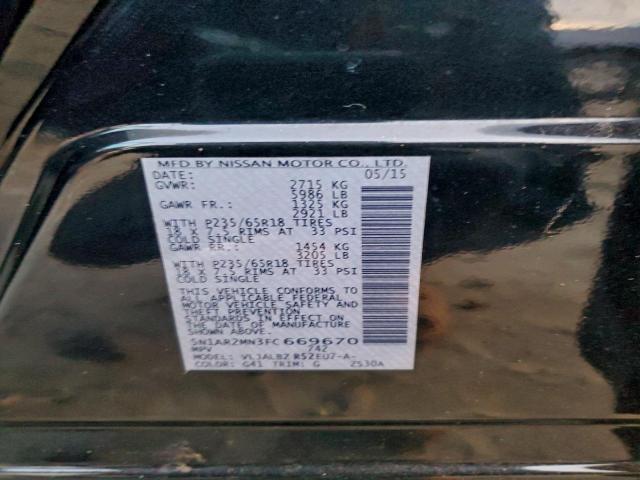 MFD BY NISSAN MOTOR CO., LTD.
DATE: 05/15
GVWR: 2715 KG
5986 LB
GAWR FR.: 1325 KG
2921 LB
WITH P235/65R18 TIRES
18 X 7.5 RIMS AT 33 PSI
COLD SINGLE
GAWR RR.: 1454 KG
3205 LB
WITH P235/65R18 TIRES
18 X 7.5 RIMS AT 33 PSI
COLD SINGLE
THIS VEHICLE CONFORMS TO
ALL APPLICABLE FEDERAL
MOTOR VEHICLE SAFETY AND
THEFT PREVENTION
STANDARDS IN EFFECT ON
THE DATE OF MANUFACTURE
SHOWN ABOVE.
5N1AR2MN3FC 669670
MPV 742
MODEL: R52EU7-A-
COLOR: G41 TRIM: G 2530A